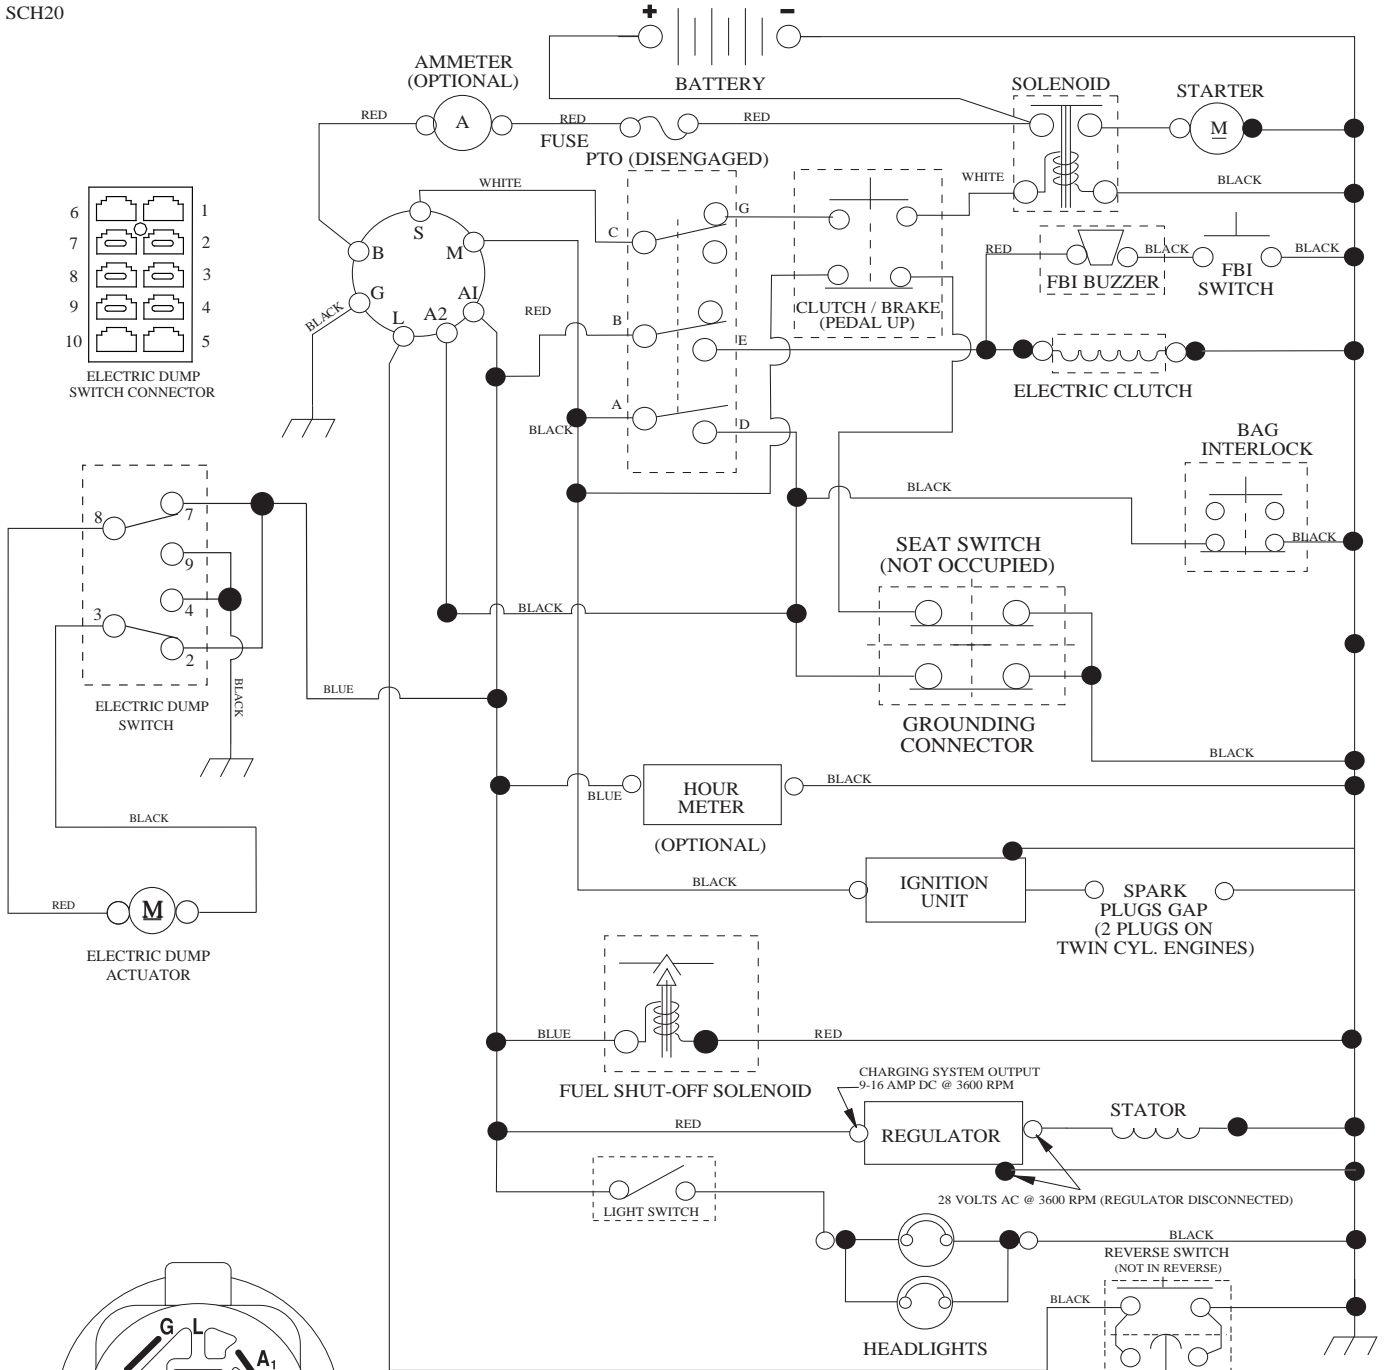 SCH20
+ -
BATTERY
AMMETER
(OPTIONAL)
SOLENOID
STARTER
RED
A
RED
FUSE
RED
M
PTO (DISENGAGED)
WHITE
WHITE
BLACK
6 1
7 2
8 3
9 4
10 5
ELECTRIC DUMP
SWITCH CONNECTOR
S
B
M
G
A1
L
A2
BLACK
RED
C
G
B
E
A
D
BLACK
CLUTCH / BRAKE
(PEDAL UP)
RED
BLACK
BLACK
FBI BUZZER
FBI
SWITCH
ELECTRIC CLUTCH
BAG
INTERLOCK
BLACK
BLACK
8
7
9
4
3
2
BLACK
ELECTRIC DUMP
SWITCH
SEAT SWITCH
(NOT OCCUPIED)
BLACK
BLUE
GROUNDING
CONNECTOR
BLACK
BLUE
HOUR
METER
BLACK
(OPTIONAL)
BLACK
RED
M
ELECTRIC DUMP
ACTUATOR
BLACK
IGNITION
UNIT
SPARK
PLUGS GAP
(2 PLUGS ON
TWIN CYL. ENGINES)
BLUE
RED
FUEL SHUT-OFF SOLENOID
CHARGING SYSTEM OUTPUT
9-16 AMP DC @ 3600 RPM
RED
REGULATOR
STATOR
28 VOLTS AC @ 3600 RPM (REGULATOR DISCONNECTED)
LIGHT SWITCH
BLACK
REVERSE SWITCH
(NOT IN REVERSE)
BLACK
HEADLIGHTS
G L
A1